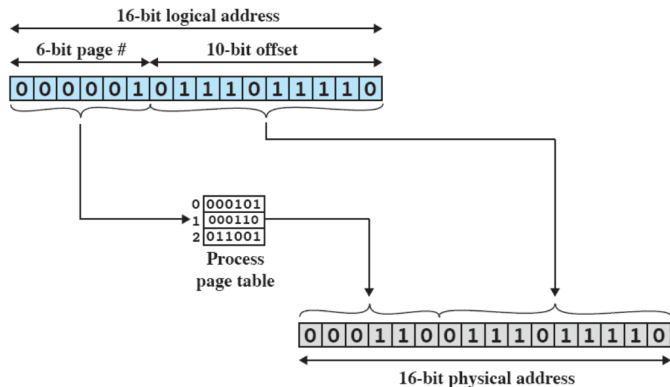 16-bit logical address
6-bit page # 10-bit offset
0 0 0 0 0 1 0 1 1 1 0 1 1 1 1 0
0 000101
1 000110
2 011001
Process
page table
0 0 0 1 1 0 0 1 1 1 0 1 1 1 1 0
16-bit physical address